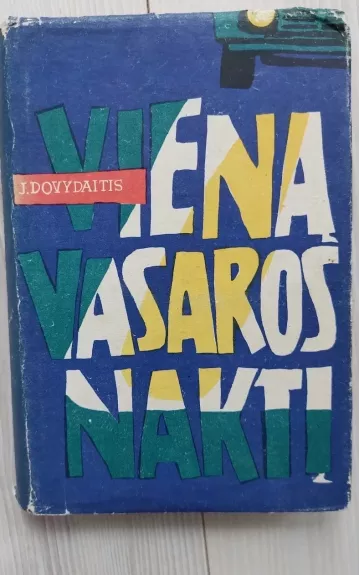 VIENĄ
J. DOVYDAITIS
VASAROS
NAKTĮ